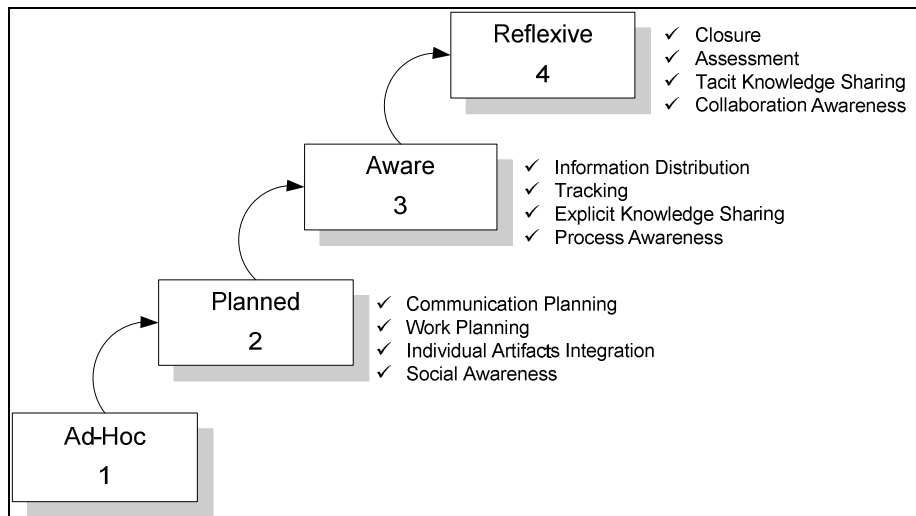 Reflexive
4
✓ Closure
✓ Assessment
✓ Tacit Knowledge Sharing
✓ Collaboration Awareness
Aware
3
✓ Information Distribution
✓ Tracking
✓ Explicit Knowledge Sharing
✓ Process Awareness
Planned
2
✓ Communication Planning
✓ Work Planning
✓ Individual Artifacts Integration
✓ Social Awareness
Ad-Hoc
1